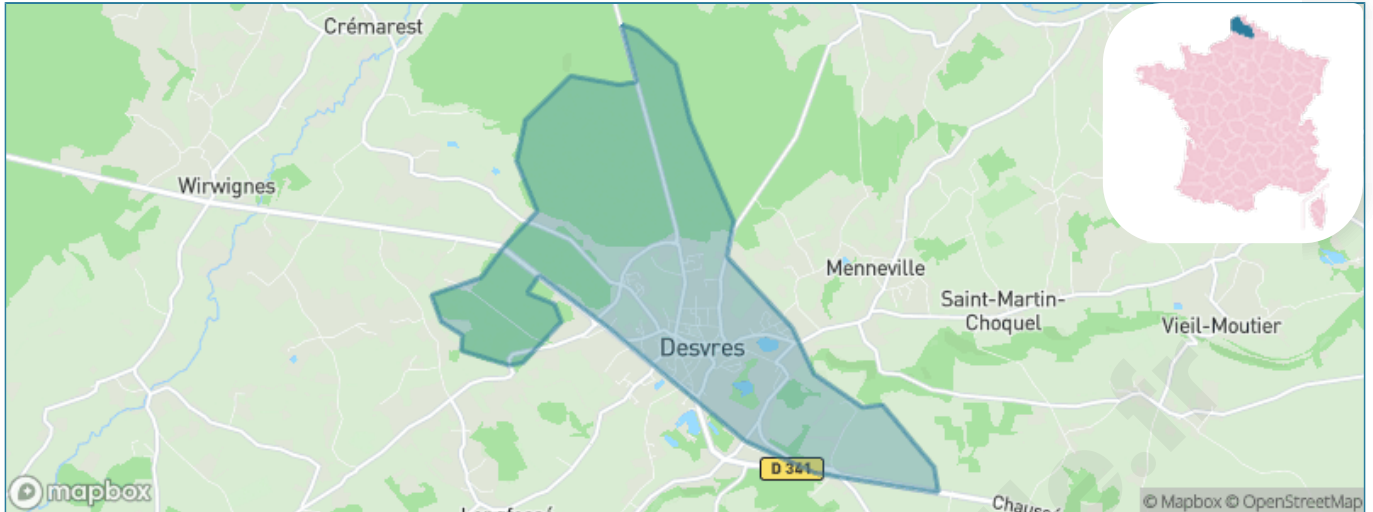 Crémarest
Wirwignes
Menneville
Saint-Martin-
Choquel
Vieil-Moutier
Desvres
D 341
mapbox
© Mapbox © OpenStreetMap